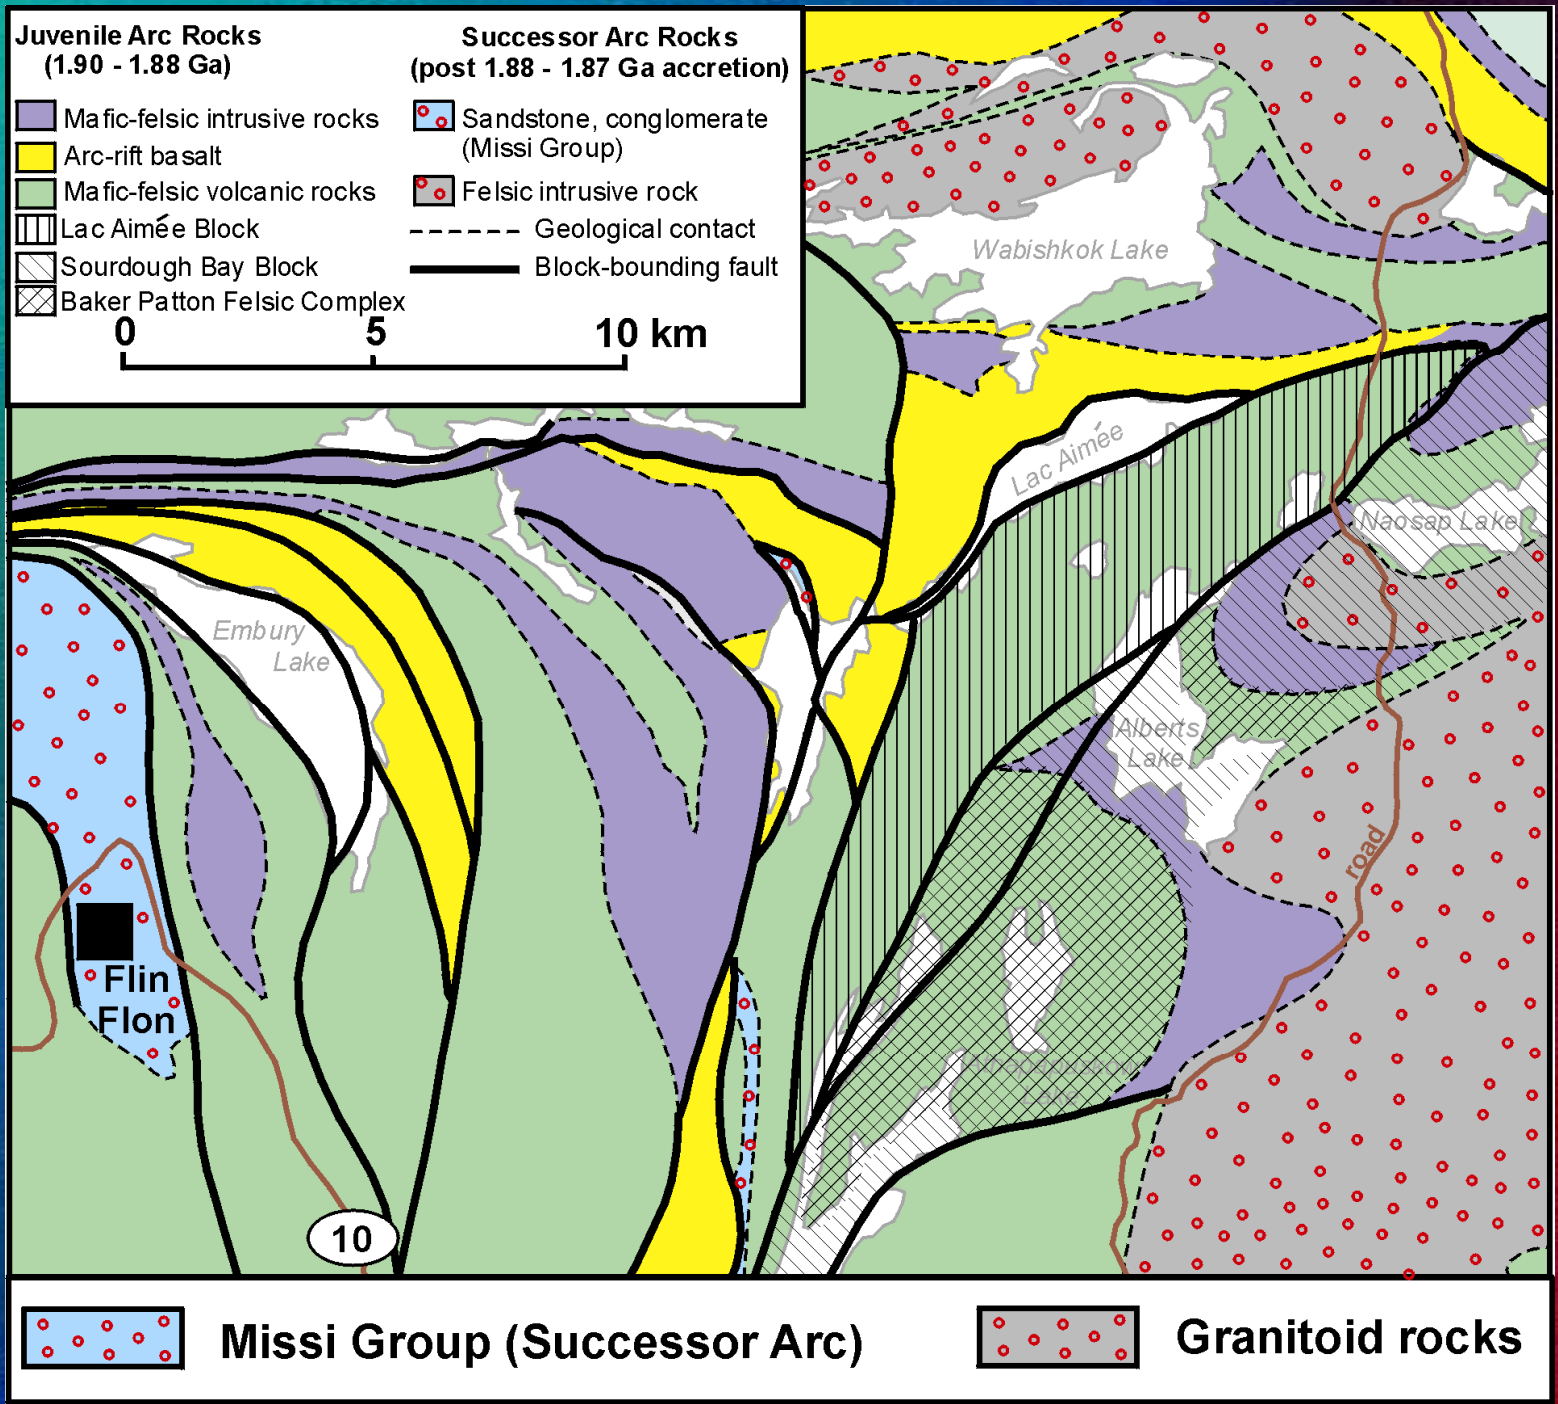 Juvenile Arc Rocks
(1.90 - 1.88 Ga)
Mafic-felsic intrusive rocks
Arc-rift basalt
Mafic-felsic volcanic rocks
Lac Aimée Block
Sourdough Bay Block
Baker Patton Felsic Complex
Successor Arc Rocks
(post 1.88 - 1.87 Ga accretion)
Sandstone, conglomerate
(Missi Group)
Felsic intrusive rock
Geological contact
Block-bounding fault
0 5 10 km
Wabishkok Lake
Lac Aimée
Naosap Lake
Embury
Lake
Alberts
Lake
road
Athapapuskow
Lake
Flin
Flon
10
Missi Group (Successor Arc)
Granitoid rocks